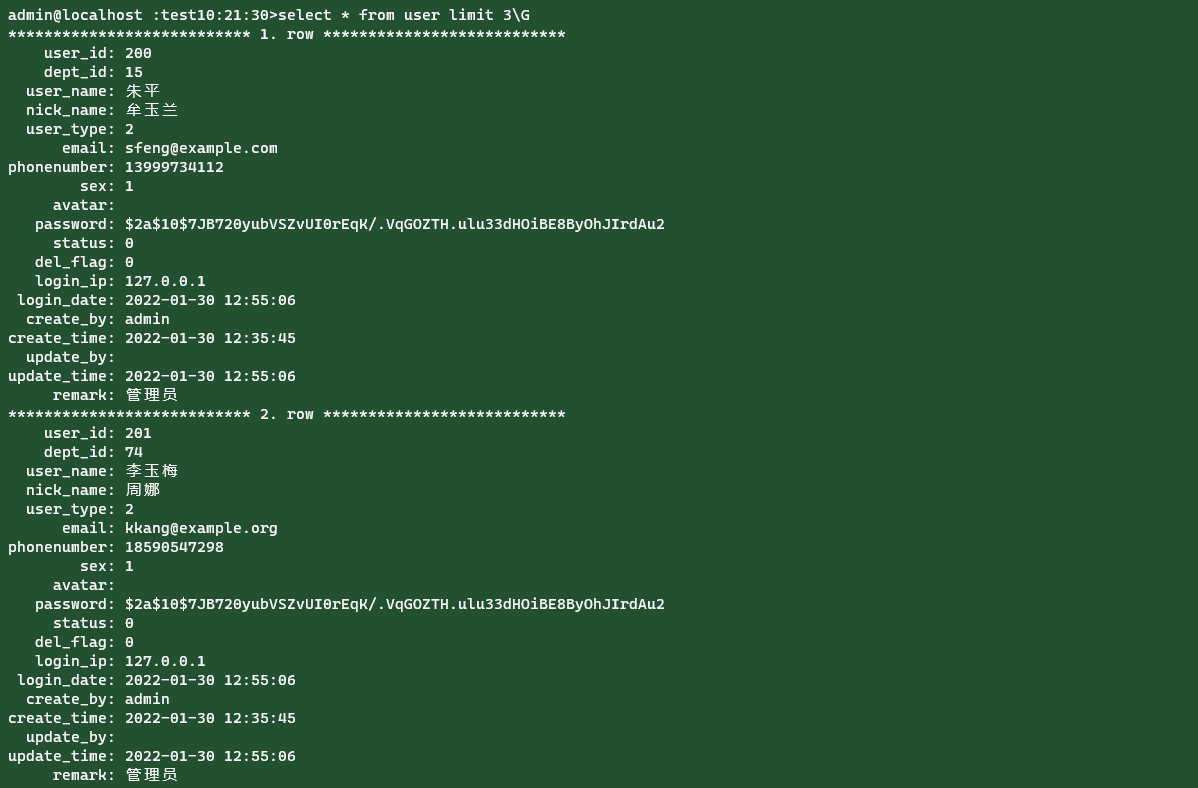 admin@localhost :test10:21:30>select * from user limit 3\G
*************************** 1. row ***************************
user_id: 200
dept_id: 15
user_name: 朱平
nick_name: 牟玉兰
user_type: 2
email: sfeng@example.com
phonenumber: 13999734112
sex: 1
avatar:
password: $2a$10$7JB720yubVSZvUI0rEqK/.VqGOZTH.ulu33dHOiBE8ByOhJIrdAu2
status: 0
del_flag: 0
login_ip: 127.0.0.1
login_date: 2022-01-30 12:55:06
create_by: admin
create_time: 2022-01-30 12:35:45
update_by:
update_time: 2022-01-30 12:55:06
remark: 管理员
*************************** 2. row ***************************
user_id: 201
dept_id: 74
user_name: 李玉梅
nick_name: 周娜
user_type: 2
email: kkang@example.org
phonenumber: 18590547298
sex: 1
avatar:
password: $2a$10$7JB720yubVSZvUI0rEqK/.VqGOZTH.ulu33dHOiBE8ByOhJIrdAu2
status: 0
del_flag: 0
login_ip: 127.0.0.1
login_date: 2022-01-30 12:55:06
create_by: admin
create_time: 2022-01-30 12:35:45
update_by:
update_time: 2022-01-30 12:55:06
remark: 管理员